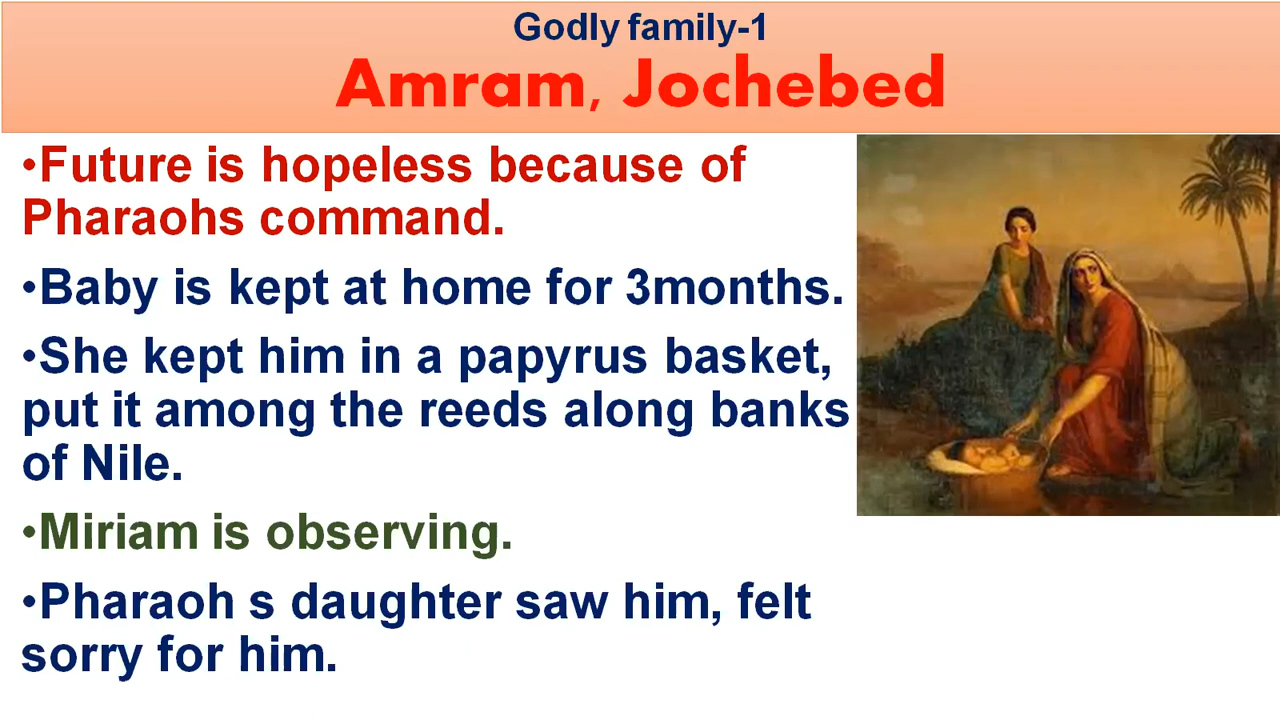 Godly family-1
Amram, Jochebed
•Future is hopeless because of
Pharaohs command.
•Baby is kept at home for 3months.
•She kept him in a papyrus basket,
put it among the reeds along banks
of Nile.
•Miriam is observing.
•Pharaoh s daughter saw him, felt
sorry for him.